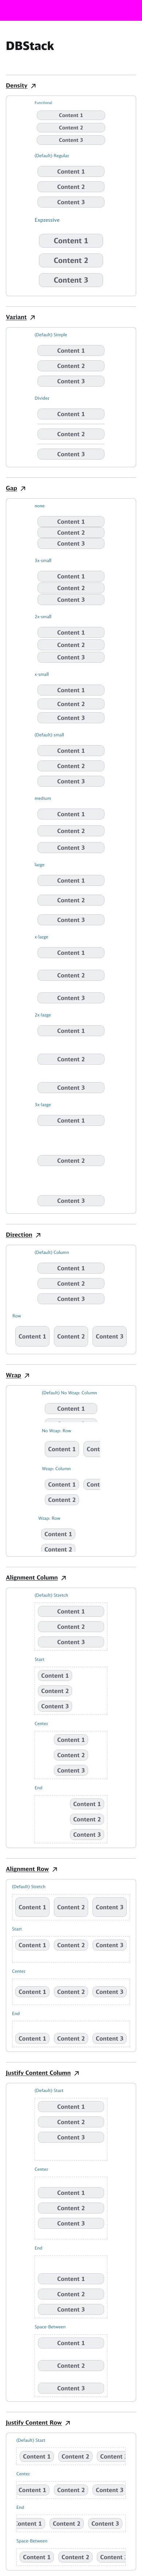 DBStack
Density ↗
Functional
Content 1
Content 2
Content 3
(Default) Regular
Content 1
Content 2
Content 3
Expressive
Content 1
Content 2
Content 3
Variant ↗
(Default) Simple
Content 1
Content 2
Content 3
Divider
Content 1
Content 2
Content 3
Gap ↗
none
Content 1
Content 2
Content 3
3x-small
Content 1
Content 2
Content 3
2x-small
Content 1
Content 2
Content 3
x-small
Content 1
Content 2
Content 3
(Default) small
Content 1
Content 2
Content 3
medium
Content 1
Content 2
Content 3
large
Content 1
Content 2
Content 3
x-large
Content 1
Content 2
Content 3
2x-large
Content 1
Content 2
Content 3
3x-large
Content 1
Content 2
Content 3
Direction ↗
(Default) Column
Content 1
Content 2
Content 3
Row
Content 1 Content 2 Content 3
Wrap ↗
(Default) No Wrap: Column
Content 1
No Wrap: Row
Content 1 Cont
Wrap: Column
Content 1 Cont
Content 2
Wrap: Row
Content 1
Content 2
Alignment Column ↗
(Default) Stretch
Content 1
Content 2
Content 3
Start
Content 1
Content 2
Content 3
Center
Content 1
Content 2
Content 3
End
Content 1
Content 2
Content 3
Alignment Row ↗
(Default) Stretch
Content 1 Content 2 Content 3
Start
Content 1 Content 2 Content 3
Center
Content 1 Content 2 Content 3
End
Content 1 Content 2 Content 3
Justify Content Column ↗
(Default) Start
Content 1
Content 2
Content 3
Center
Content 1
Content 2
Content 3
End
Content 1
Content 2
Content 3
Space Between
Content 1
Content 2
Content 3
Justify Content Row ↗
(Default) Start
Content 1 Content 2 Content
Center
Content 1 Content 2 Content 3
End
ontent 1 Content 2 Content 3
Space Between
Content 1 Content 2 Content